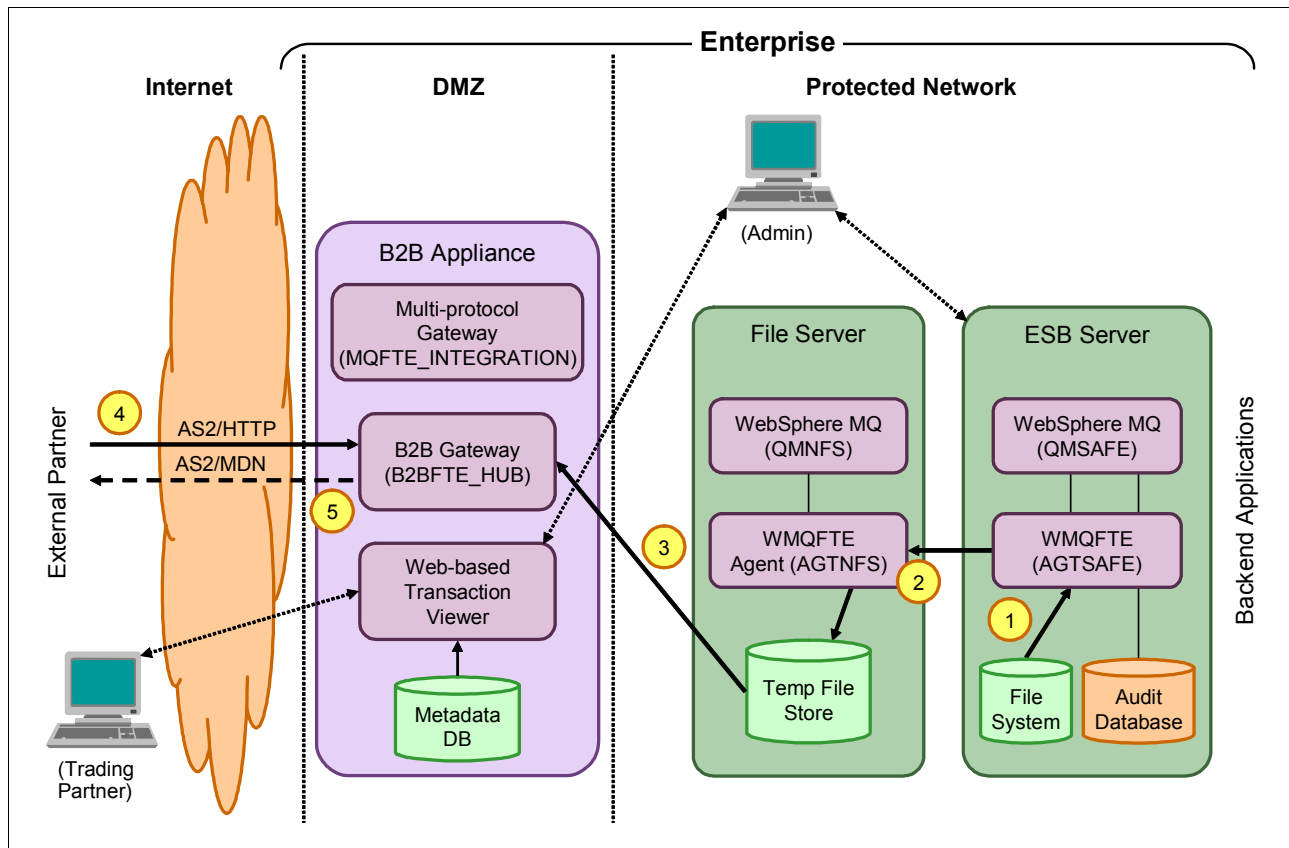 Enterprise
Internet
DMZ
Protected Network
(Admin)
B2B Appliance
Multi-protocol
Gateway
(MQFTE_INTEGRATION)
File Server
ESB Server
External Partner
4
AS2/HTTP
AS2/MDN
5
B2B Gateway
(B2BFTE_HUB)
WebSphere MQ
(QMNFS)
WebSphere MQ
(QMSAFE)
Backend Applications
3
WMQFTE
Agent (AGTNFS)
2
WMQFTE
(AGTSAFE)
1
Web-based
Transaction
Viewer
Metadata
DB
Temp File
Store
File
System
Audit
Database
(Trading
Partner)